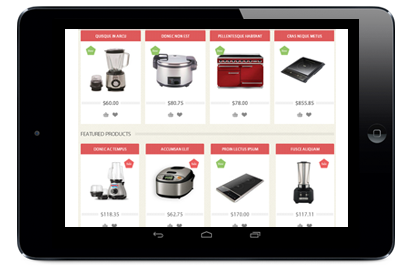 QUISQUE IN ARCU
DONEC NON EST
PELLENTESQUE HABITANT
CRAS NEQUE METUS
$60.00
$80.75
$78.00
$855.85
FEATURED PRODUCTS
DONEC AC TEMPUS
ACCUMSAN ELIT
PROIN LECTUS IPSUM
FUSCE ALIQUAM
$118.35
$62.75
$170.00
$117.11